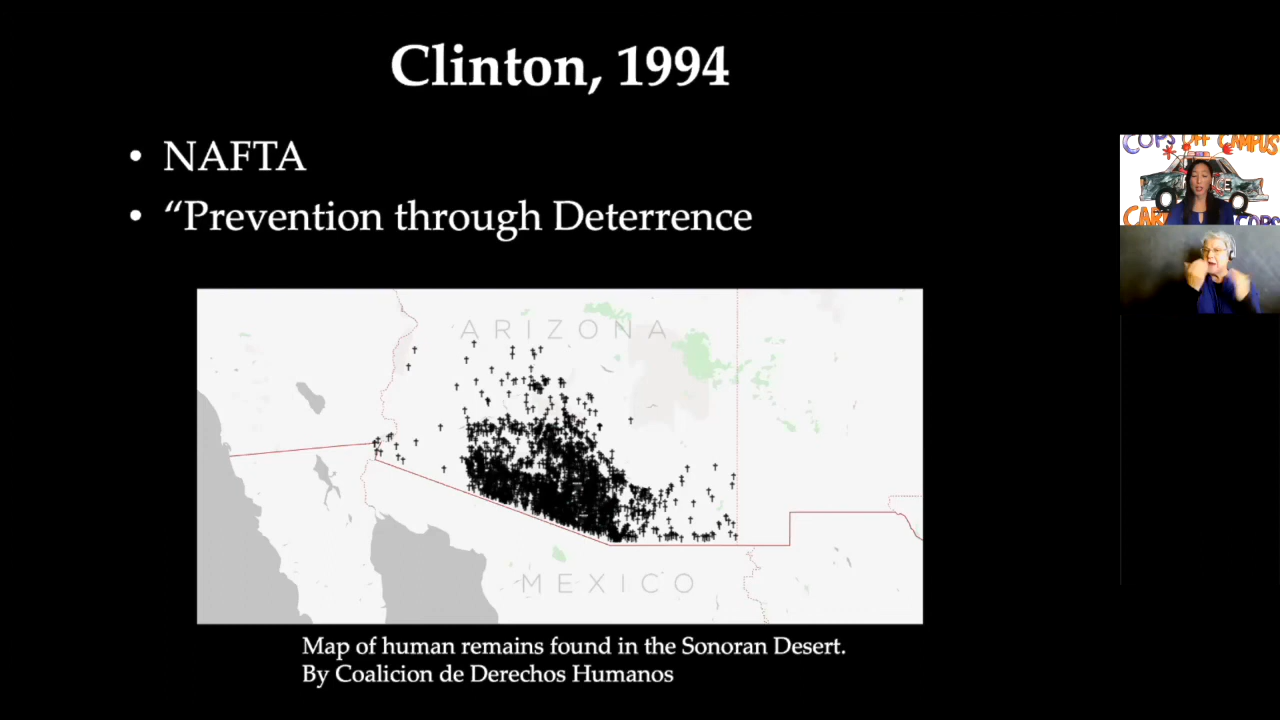 Clinton, 1994
• NAFTA
• “Prevention through Deterrence
ARIZONA
MEXICO
Map of human remains found in the Sonoran Desert.
By Coalicion de Derechos Humanos
COPS OFF CAMPUS
COPS